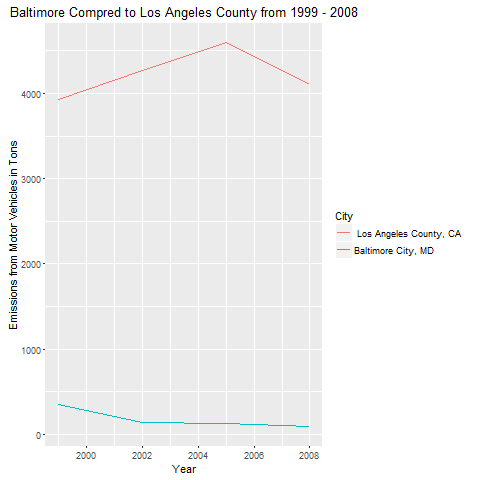 Baltimore Compred to Los Angeles County from 1999 - 2008
Emissions from Motor Vehicles in Tons
4000
3000
2000
1000
0
2000 2002 2004 2006 2008
Year
City
Los Angeles County, CA
Baltimore City, MD